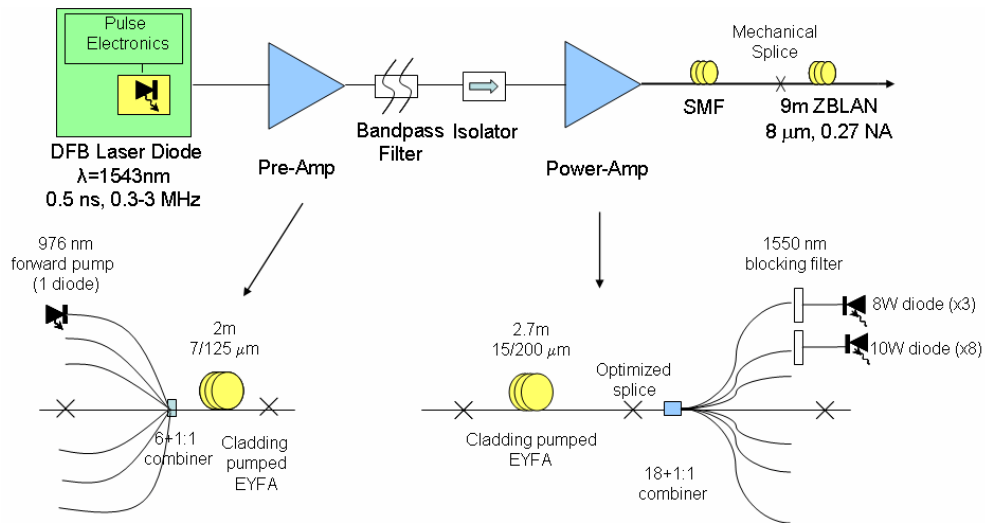 Pulse
Electronics
DFB Laser Diode
λ=1543nm
0.5 ns, 0.3-3 MHz
Pre-Amp
Bandpass
Filter
Isolator
Power-Amp
SMF
Mechanical
Splice
9m ZBLAN
8 μm, 0.27 NA
976 nm
forward pump
(1 diode)
2m
7/125 μm
6+1:1
combiner
Cladding
pumped
EYFA
2.7m
15/200 μm
Cladding pumped
EYFA
Optimized
splice
18+1:1
combiner
1550 nm
blocking filter
8W diode (x3)
10W diode (x8)